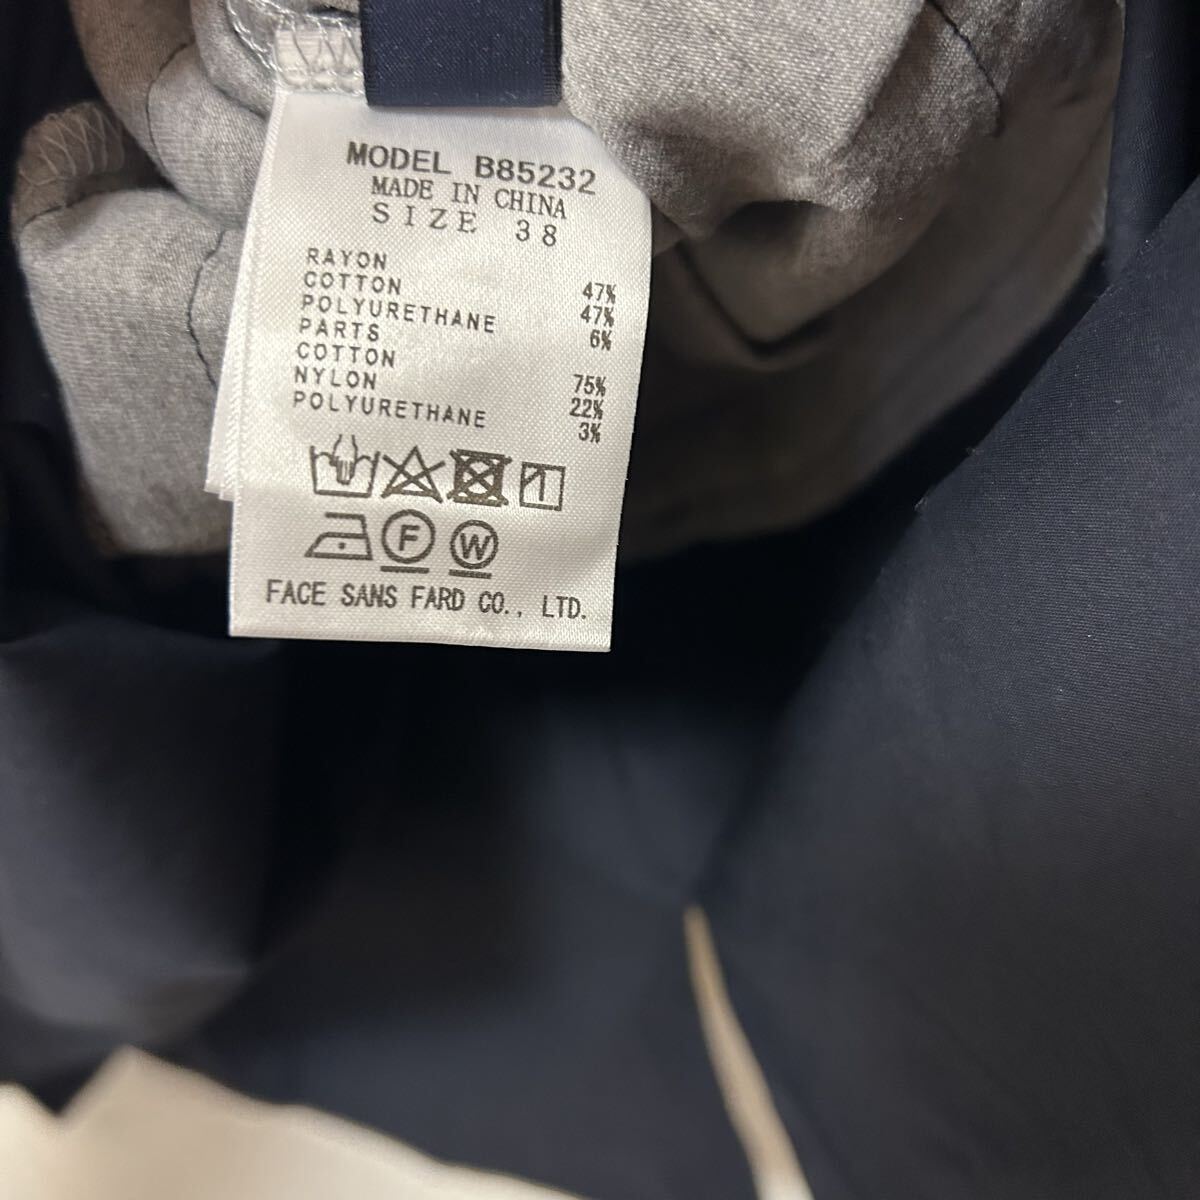 MODEL B85232
MADE IN CHINA
SIZE 38
RAYON 47%
COTTON 47%
POLYURETHANE 6%
PARTS
COTTON 75%
NYLON 22%
POLYURETHANE 3%
F W
FACE SANS FARD CO., LTD.